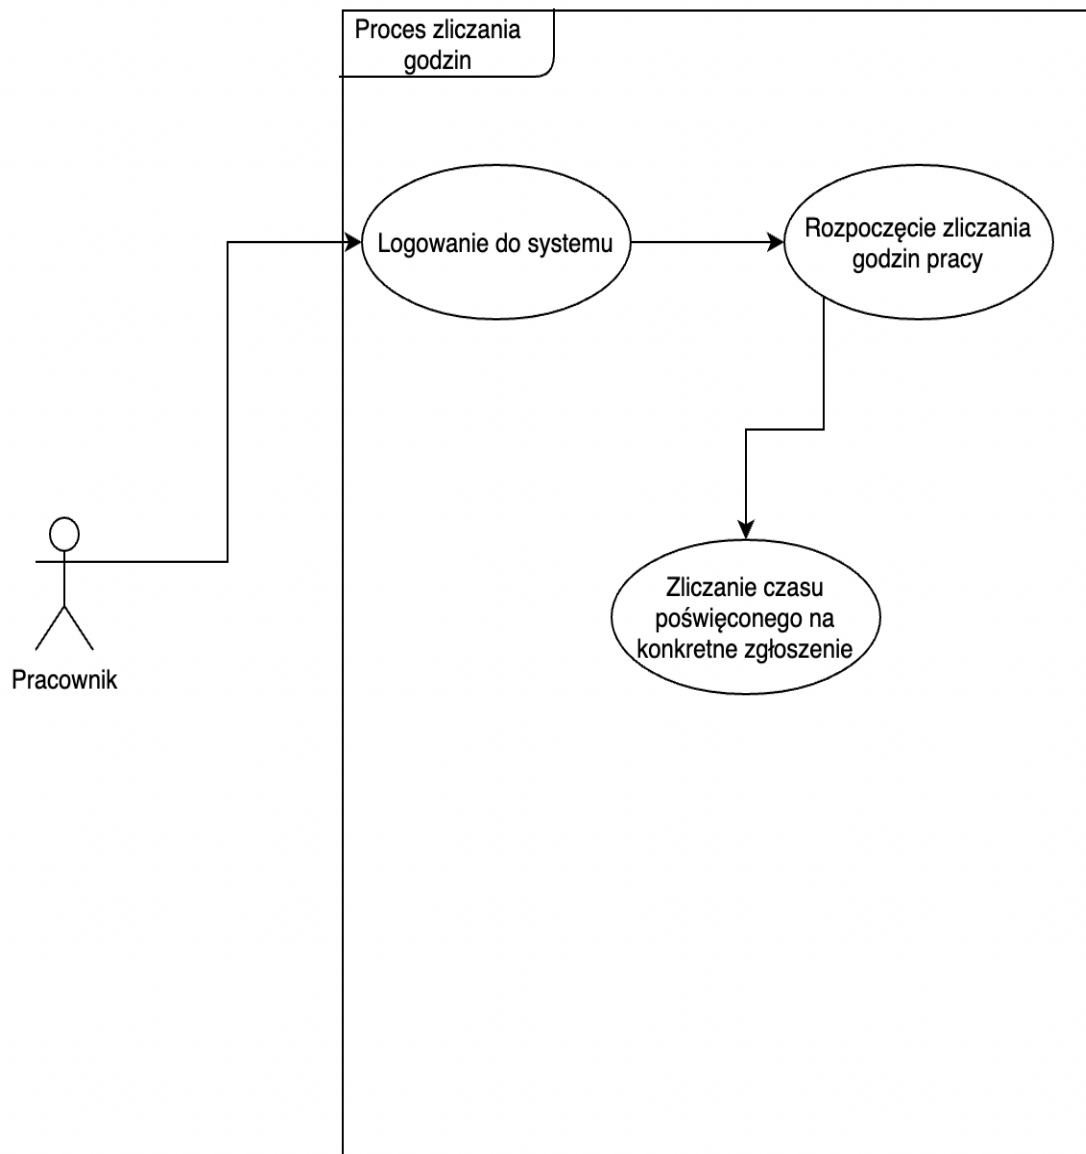 Proces zliczania
godzin
Logowanie do systemu
Rozpoczęcie zliczania
godzin pracy
Zliczanie czasu
poświęconego na
konkretne zgłoszenie
Pracownik